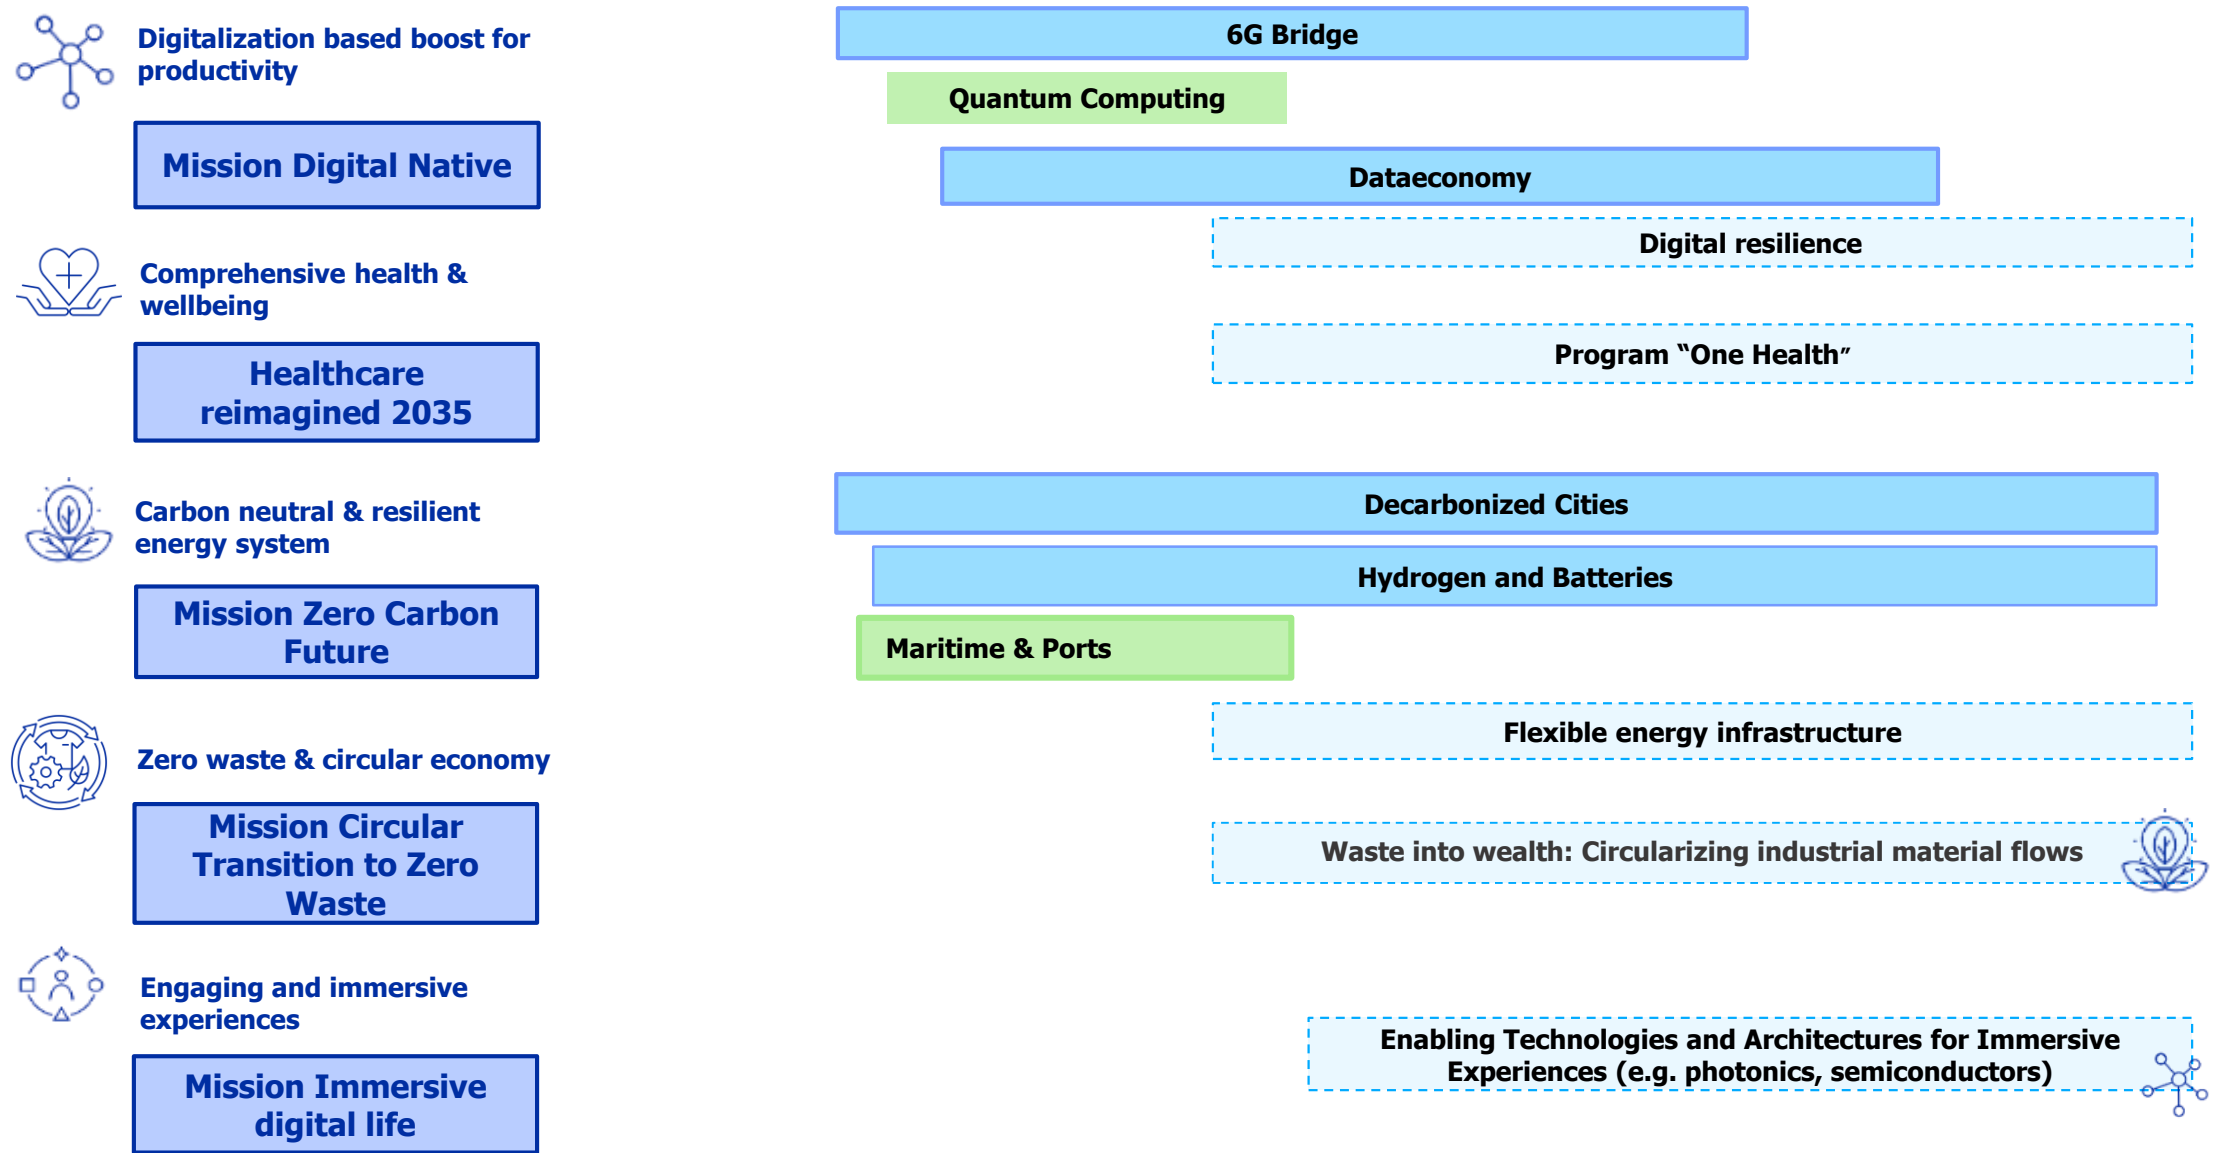 Digitalization based boost for
productivity
Mission Digital Native
6G Bridge
Quantum Computing
Dataeconomy
Digital resilience
Comprehensive health &
wellbeing
Healthcare
reimagined 2035
Program “One Health”
Carbon neutral & resilient
energy system
Mission Zero Carbon
Future
Decarbonized Cities
Hydrogen and Batteries
Maritime & Ports
Flexible energy infrastructure
Zero waste & circular economy
Mission Circular
Transition to Zero
Waste
Waste into wealth: Circularizing industrial material flows
Engaging and immersive
experiences
Mission Immersive
digital life
Enabling Technologies and Architectures for Immersive
Experiences (e.g. photonics, semiconductors)